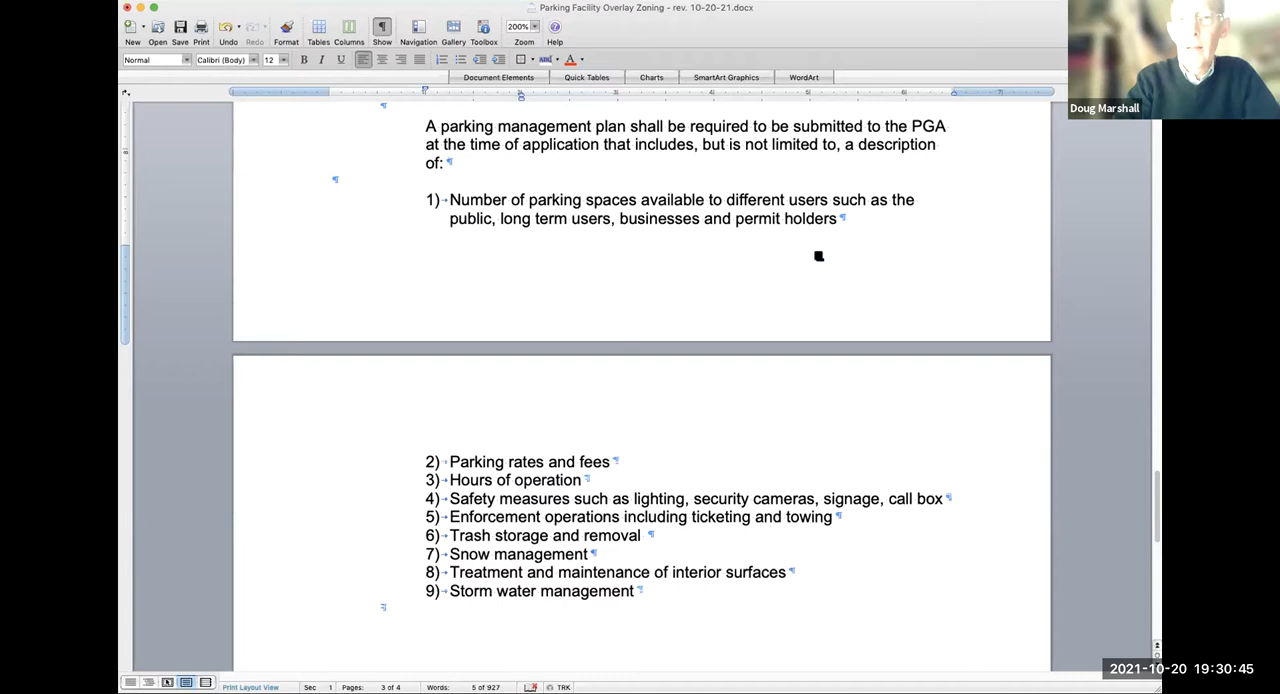 Parking Facility Overlay Zoning - rev. 10-20-21.docx
New Open Save Print Undo Redo Format Tables Columns Show Navigation Gallery Toolbox Zoom Help
200%
Normal Calibri (Body) 12 B I U
Document Elements Quick Tables Charts SmartArt Graphics WordArt
Doug Marshall
A parking management plan shall be required to be submitted to the PGA
at the time of application that includes, but is not limited to, a description
of:
1) Number of parking spaces available to different users such as the
public, long term users, businesses and permit holders
2) Parking rates and fees
3) Hours of operation
4) Safety measures such as lighting, security cameras, signage, call box
5) Enforcement operations including ticketing and towing
6) Trash storage and removal
7) Snow management
8) Treatment and maintenance of interior surfaces
9) Storm water management
2021-10-20 19:30:45
Print Layout View Sec 1 Pages: 3 of 4 Words: 5 of 927 TRK